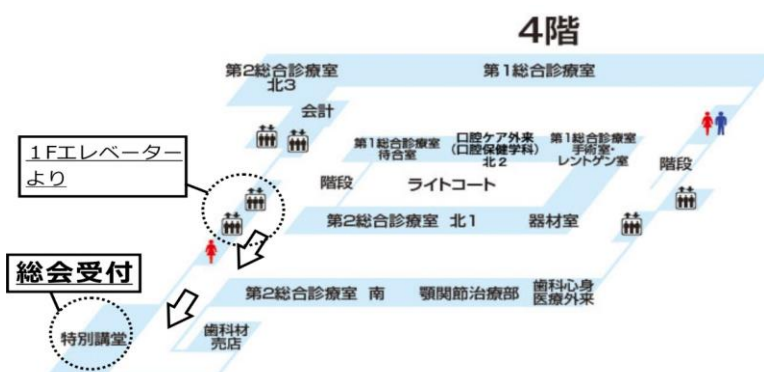 4階
第2総合診療室
北3
第1総合診療室
会計
1Fエレベーター
より
第1総合診療室
待合室
口腔ケア外来
(口腔保健学科)
北2
第1総合診療室
手術室・
レントゲン室
階段
階段
ライトコート
第2総合診療室 北1
器材室
総会受付
第2総合診療室 南
顎関節治療部
歯科心身
医療外来
特別講堂
歯科材
売店